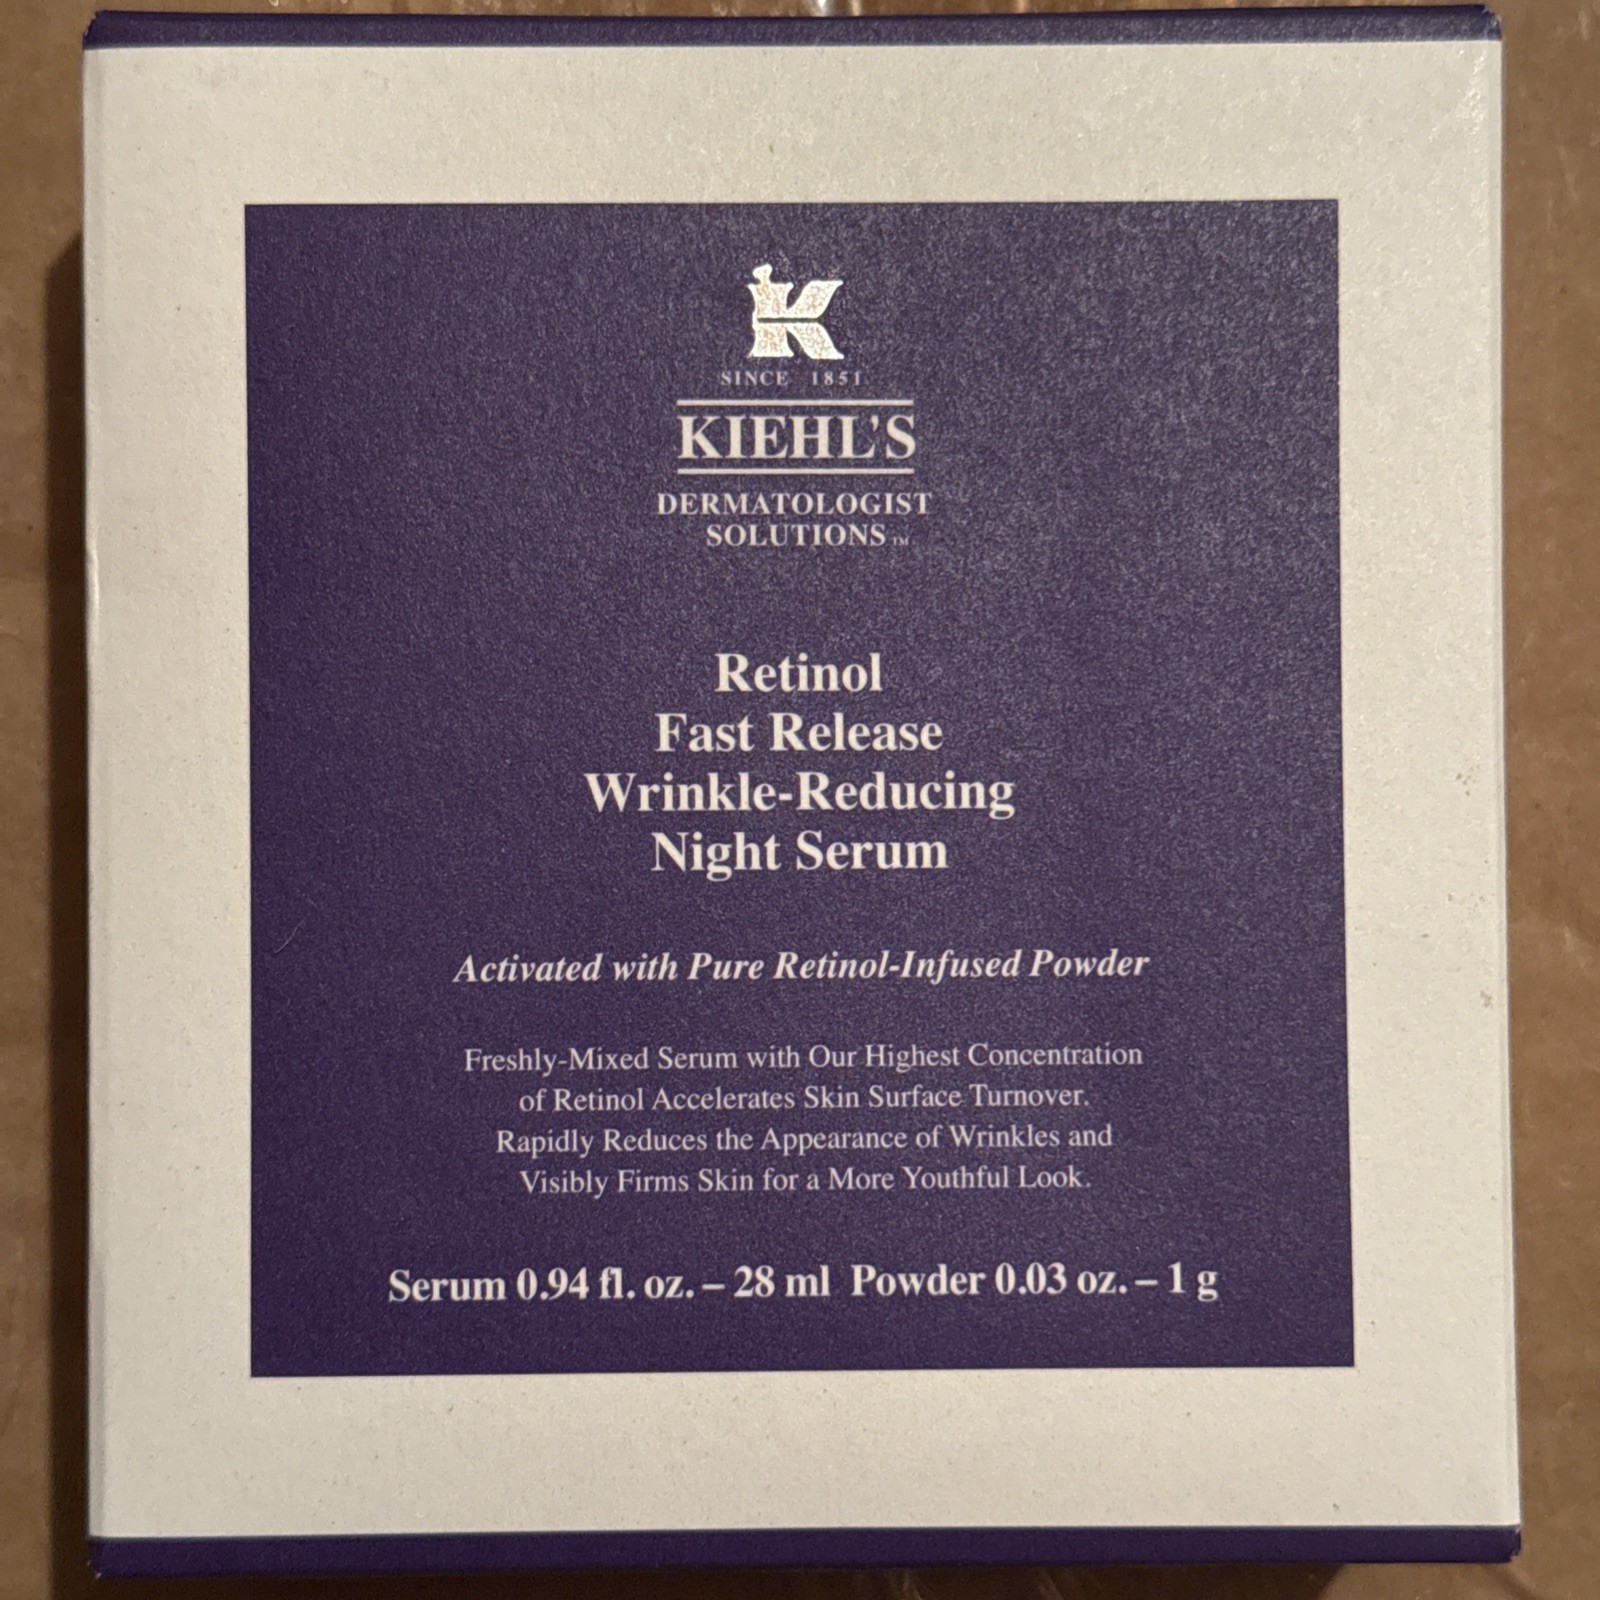 K
SINCE 1851
KIEHL'S
DERMATOLOGIST
SOLUTIONS™
Retinol
Fast Release
Wrinkle-Reducing
Night Serum
Activated with Pure Retinol-Infused Powder
Freshly-Mixed Serum with Our Highest Concentration
of Retinol Accelerates Skin Surface Turnover.
Rapidly Reduces the Appearance of Wrinkles and
Visibly Firms Skin for a More Youthful Look.
Serum 0.94 fl. oz. – 28 ml Powder 0.03 oz. – 1 g